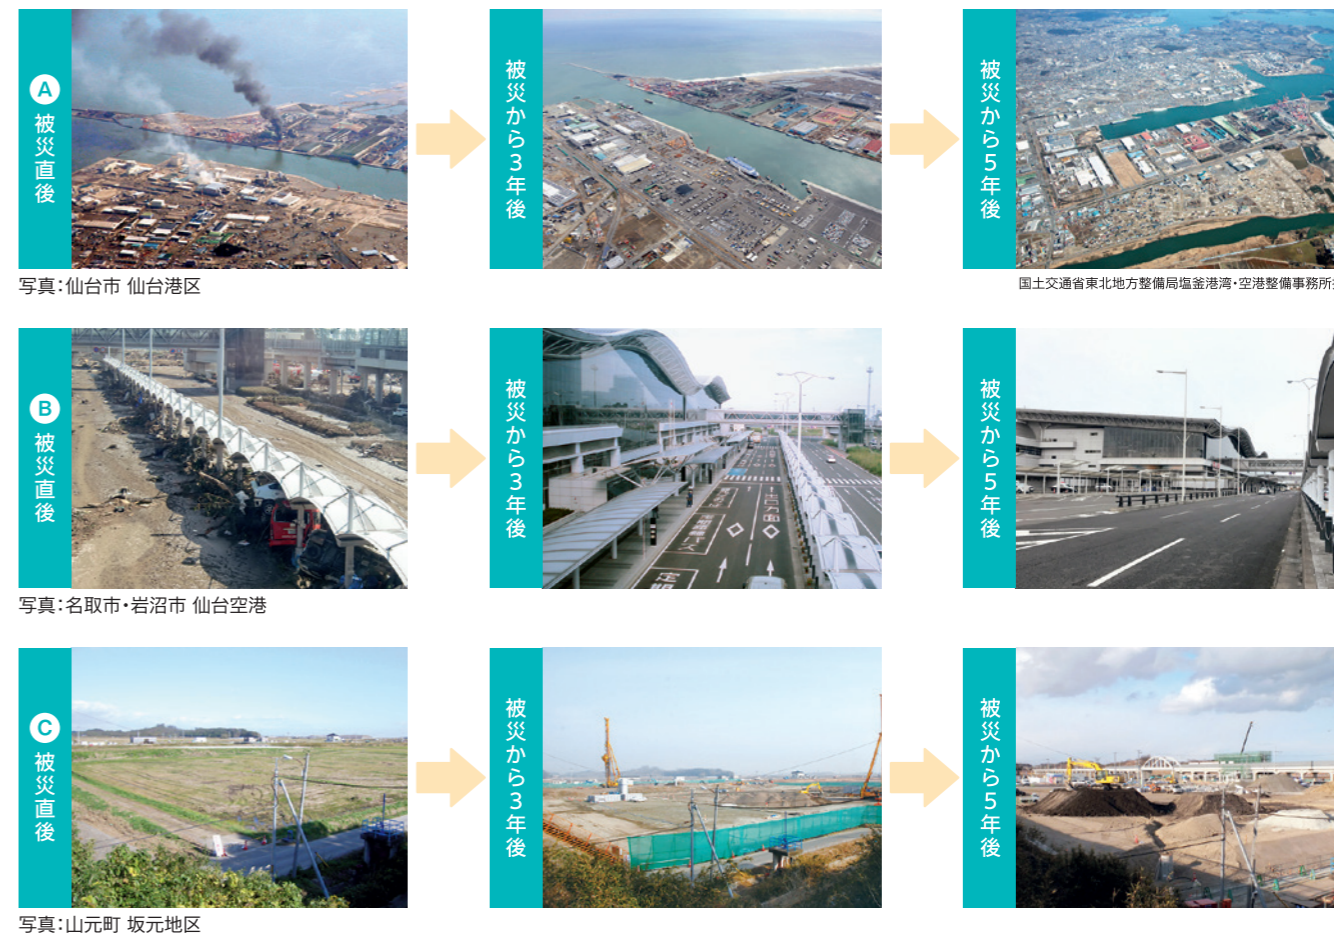 A 被災直後
被災から3年後
被災から5年後
写真:仙台市 仙台港区
国土交通省東北地方整備局塩釜港湾・空港整備事務所
B 被災直後
被災から3年後
被災から5年後
写真:名取市・岩沼市 仙台空港
C 被災直後
被災から3年後
被災から5年後
写真:山元町 坂元地区